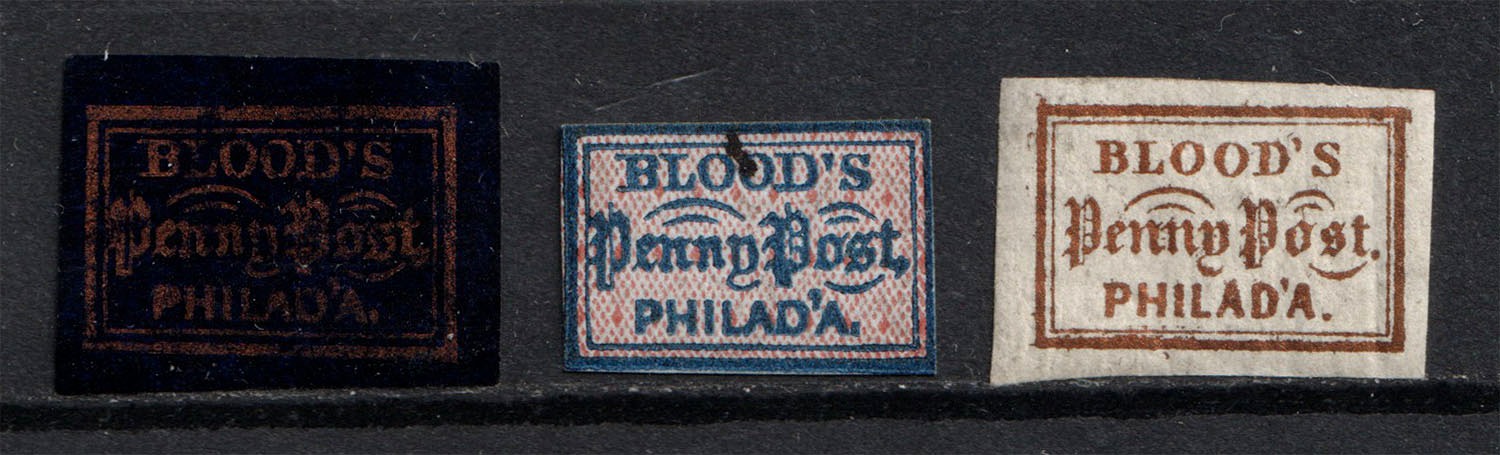 BLOOD'S
Penny Post.
PHILAD'A.
BLOOD'S
Penny Post,
PHILAD'A.
BLOOD'S
Penny Post.
PHILAD'A.